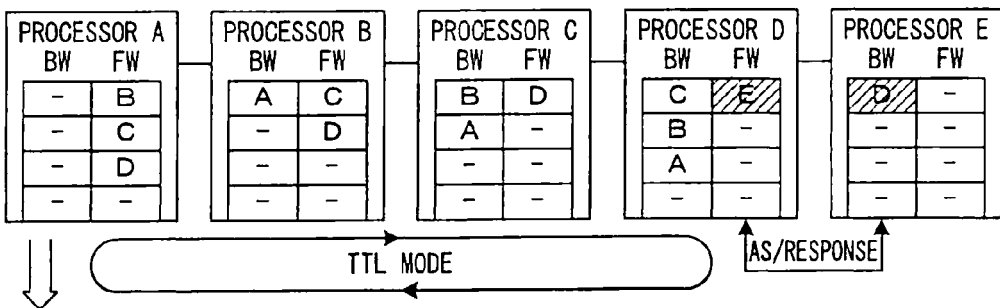 PROCESSOR A PROCESSOR B PROCESSOR C PROCESSOR D PROCESSOR E
BW FW BW FW BW FW BW FW BW FW
- B A C B D C E D -
- C - D A - B - - -
- D - - - - A - - -
- - - - - - - - - -
TTL MODE AS/RESPONSE